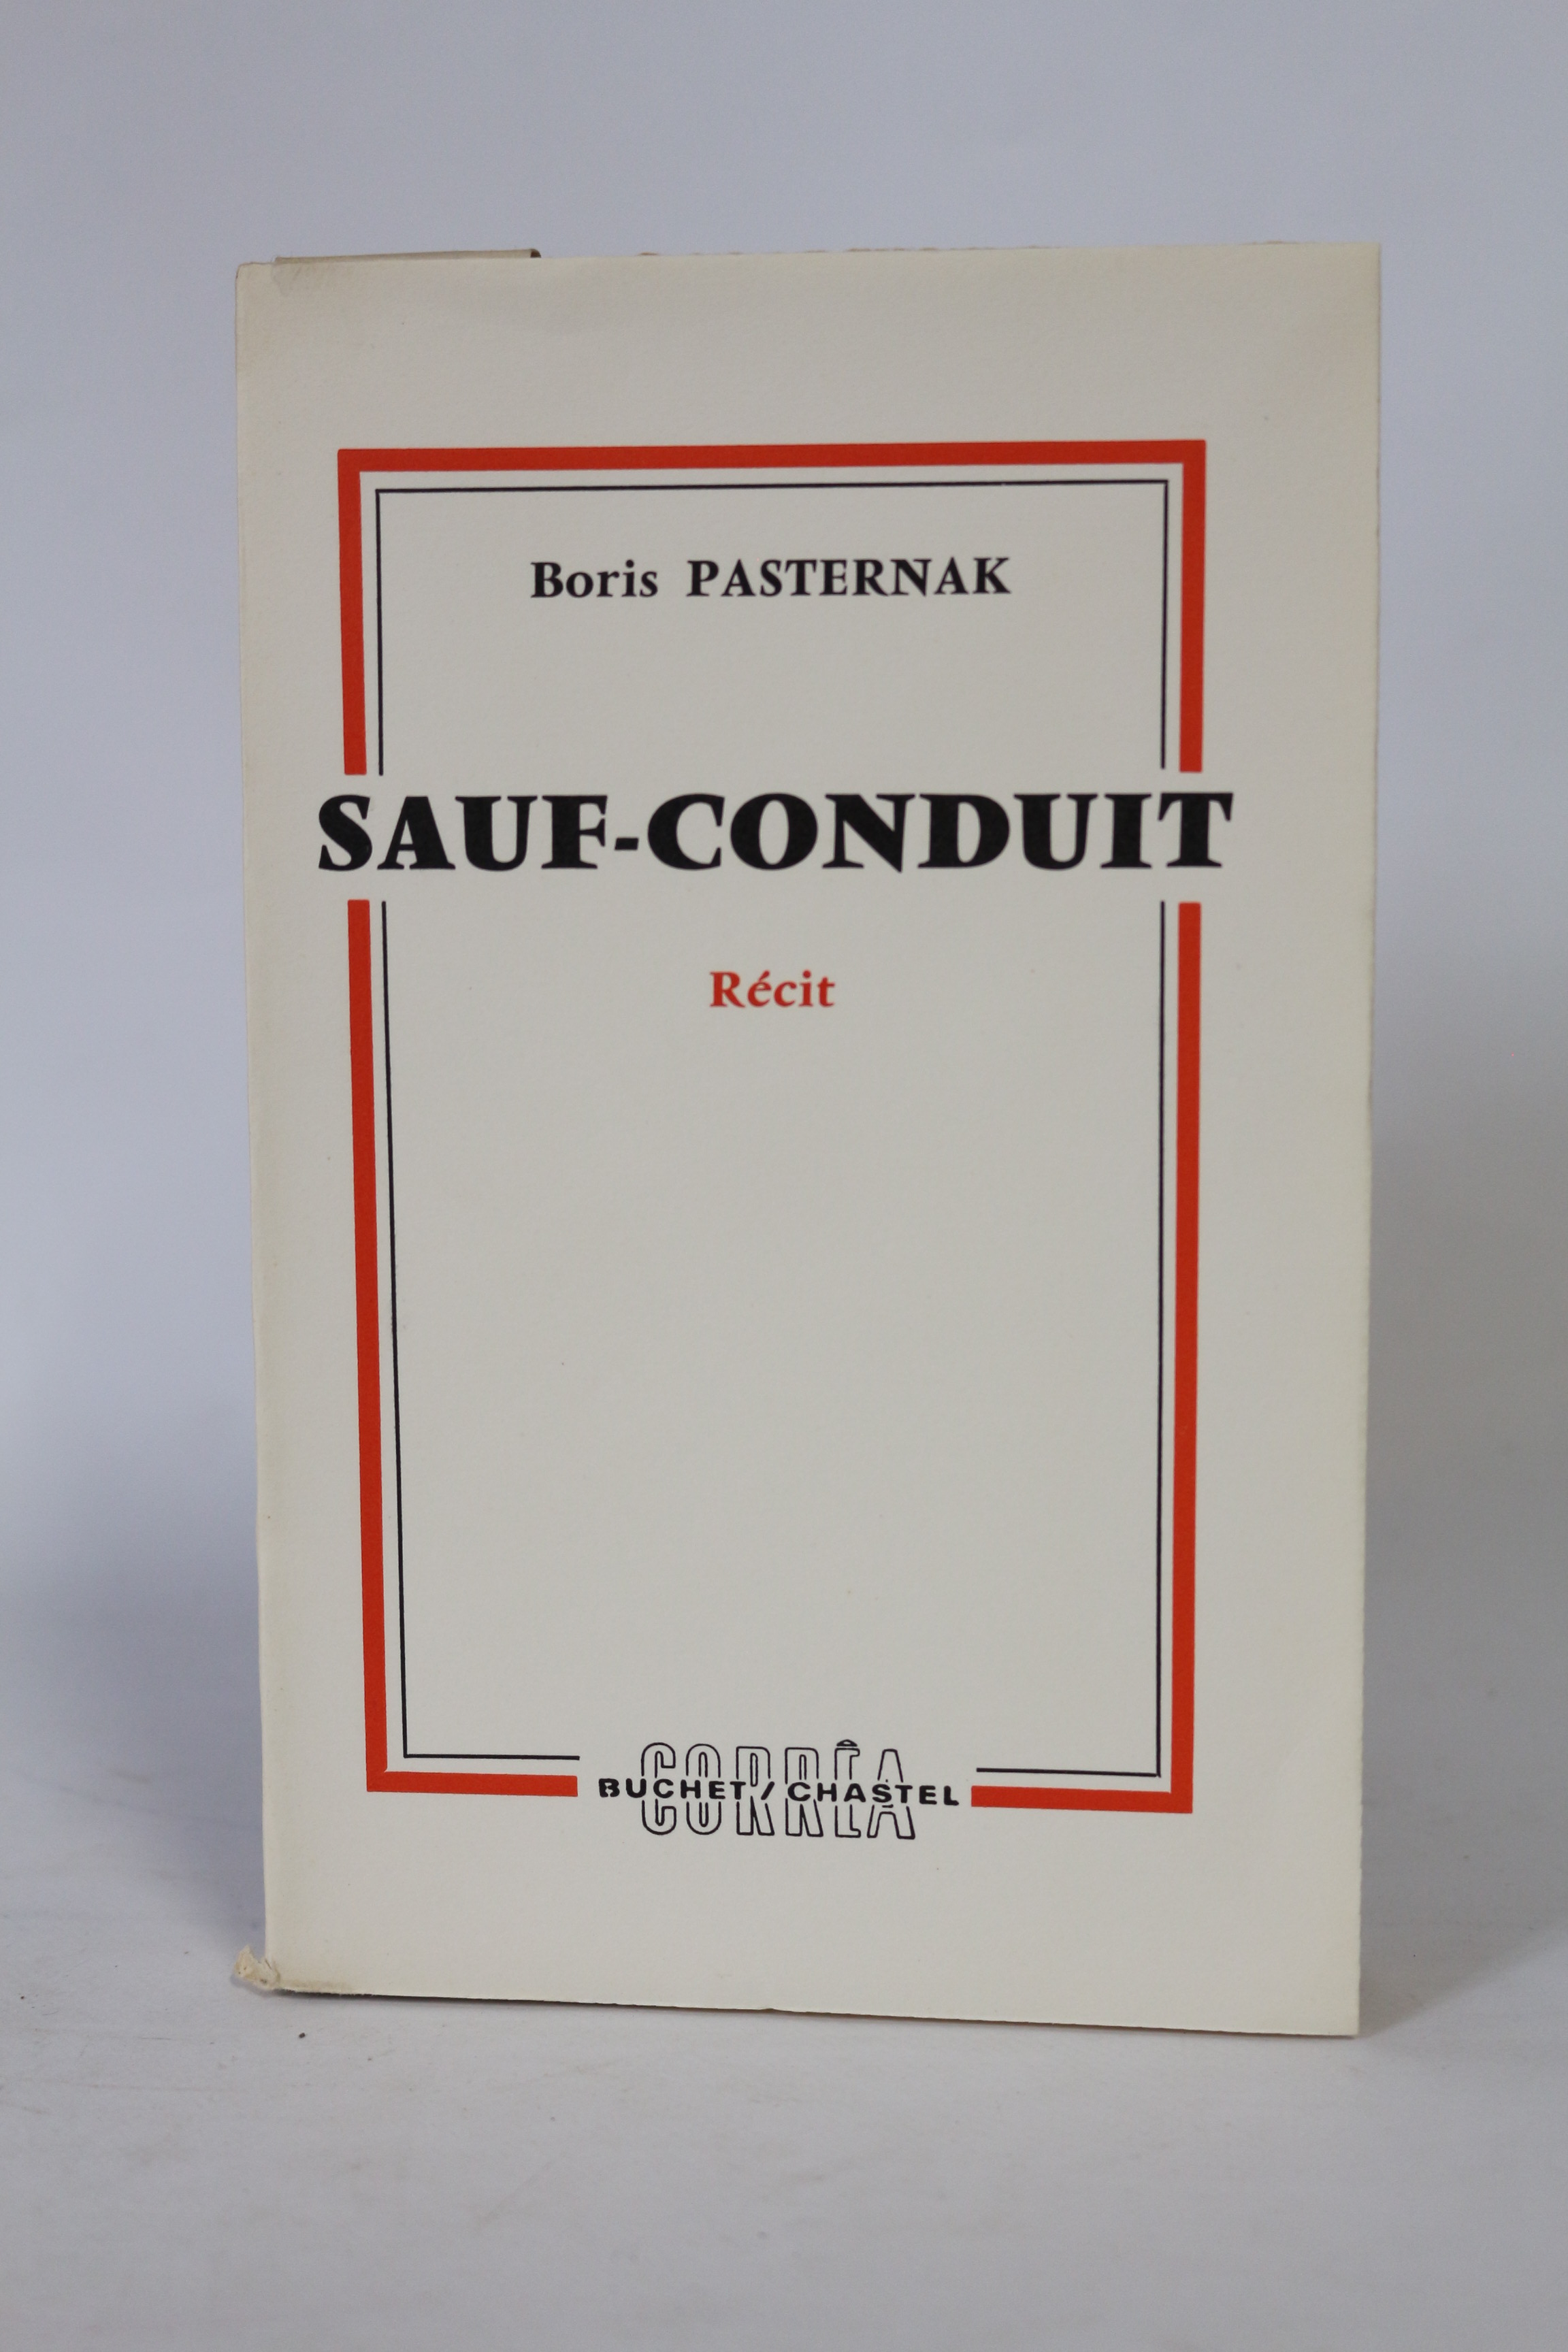 Boris PASTERNAK
SAUF-CONDUIT
Récit
CORRÊA
BUCHET / CHASTEL